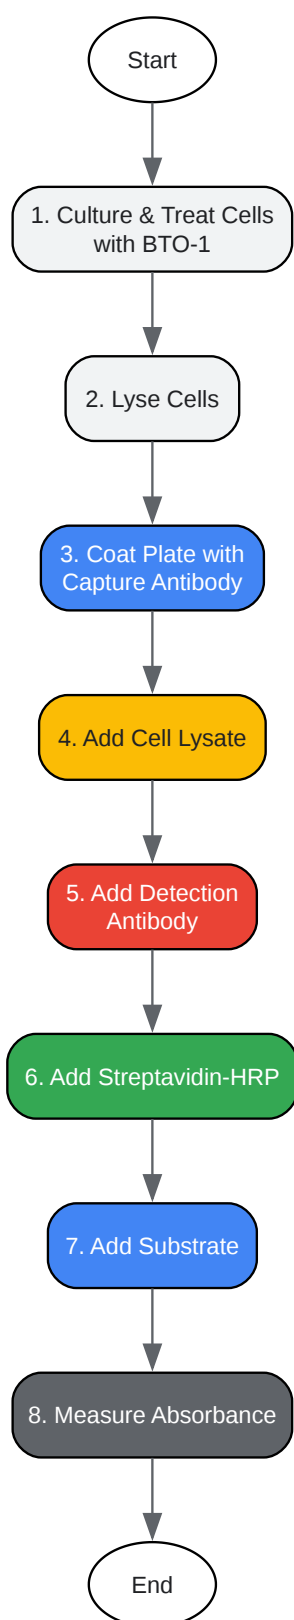 Start
1. Culture & Treat Cells
with BTO-1
2. Lyse Cells
3. Coat Plate with
Capture Antibody
4. Add Cell Lysate
5. Add Detection
Antibody
6. Add Streptavidin-HRP
7. Add Substrate
8. Measure Absorbance
End